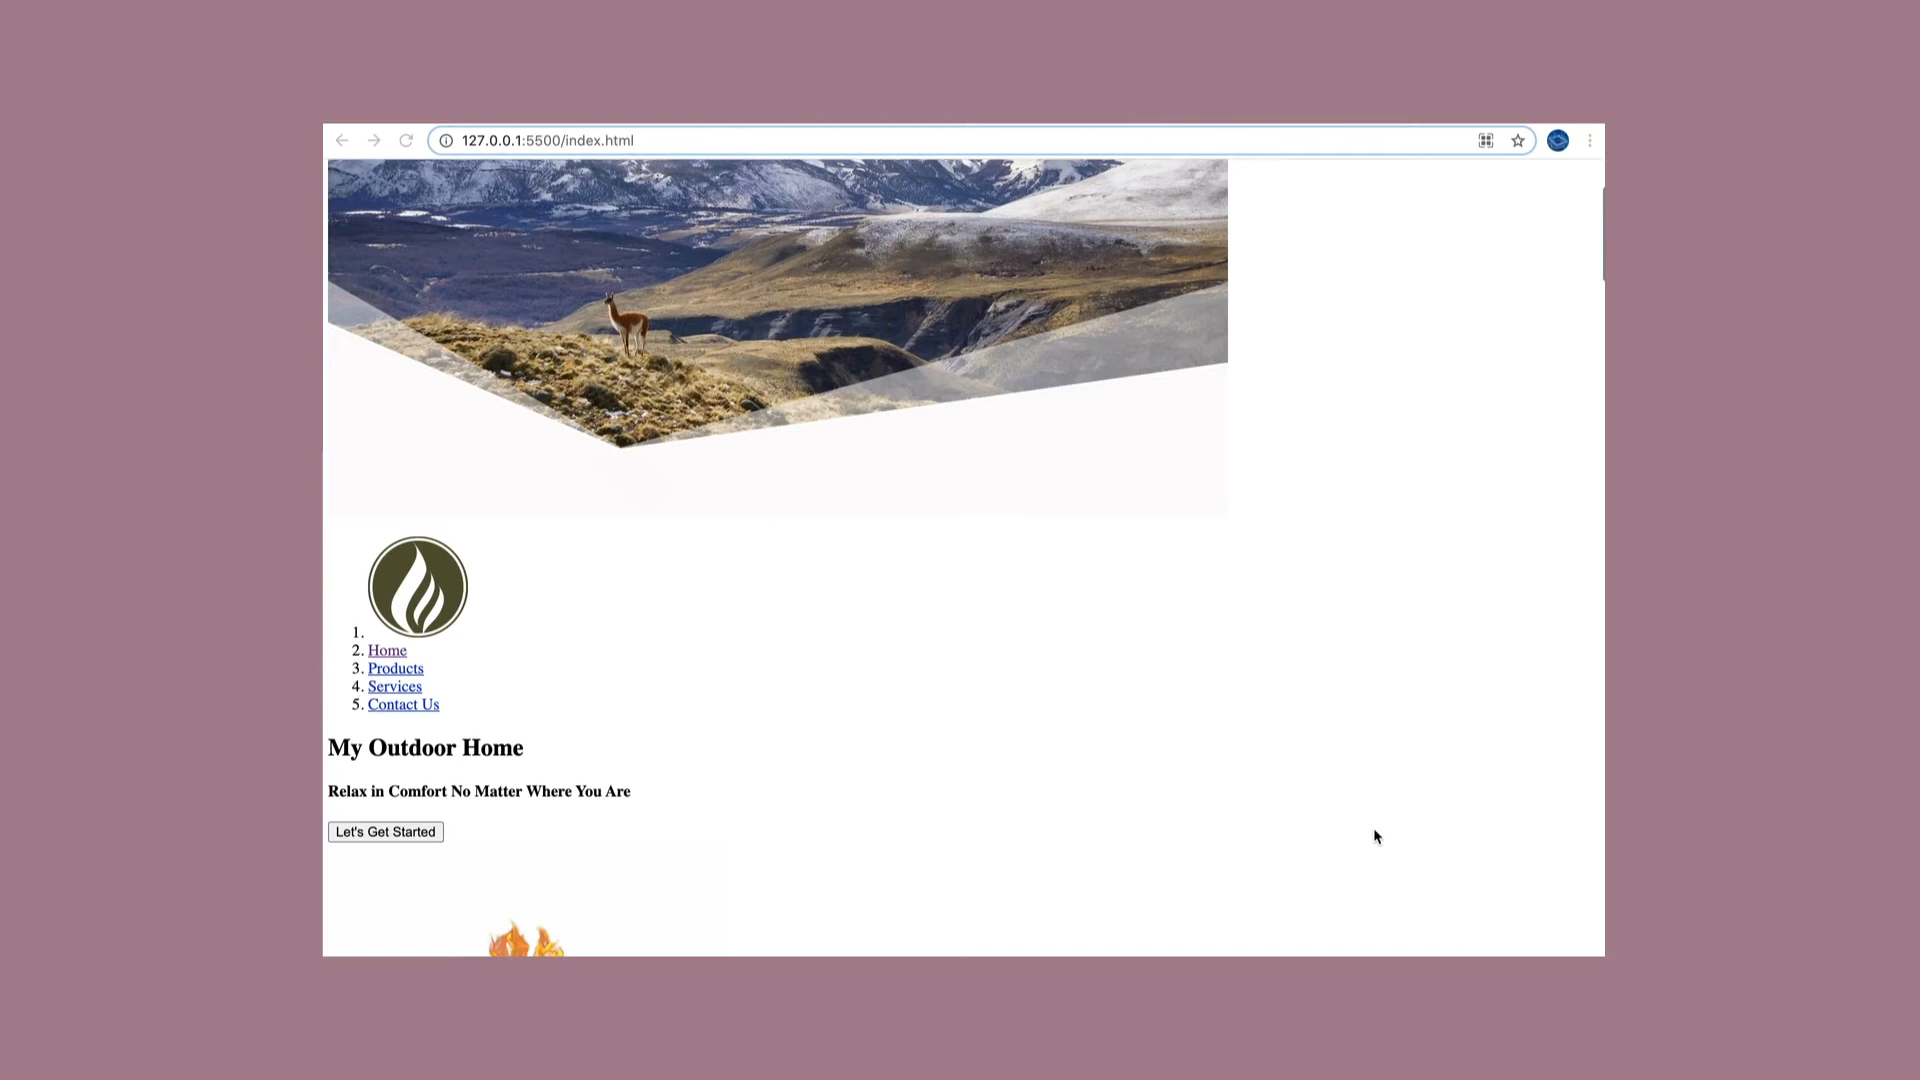 127.0.0.1:5500/index.html
1.
2. Home
3. Products
4. Services
5. Contact Us
My Outdoor Home
Relax in Comfort No Matter Where You Are
Let's Get Started